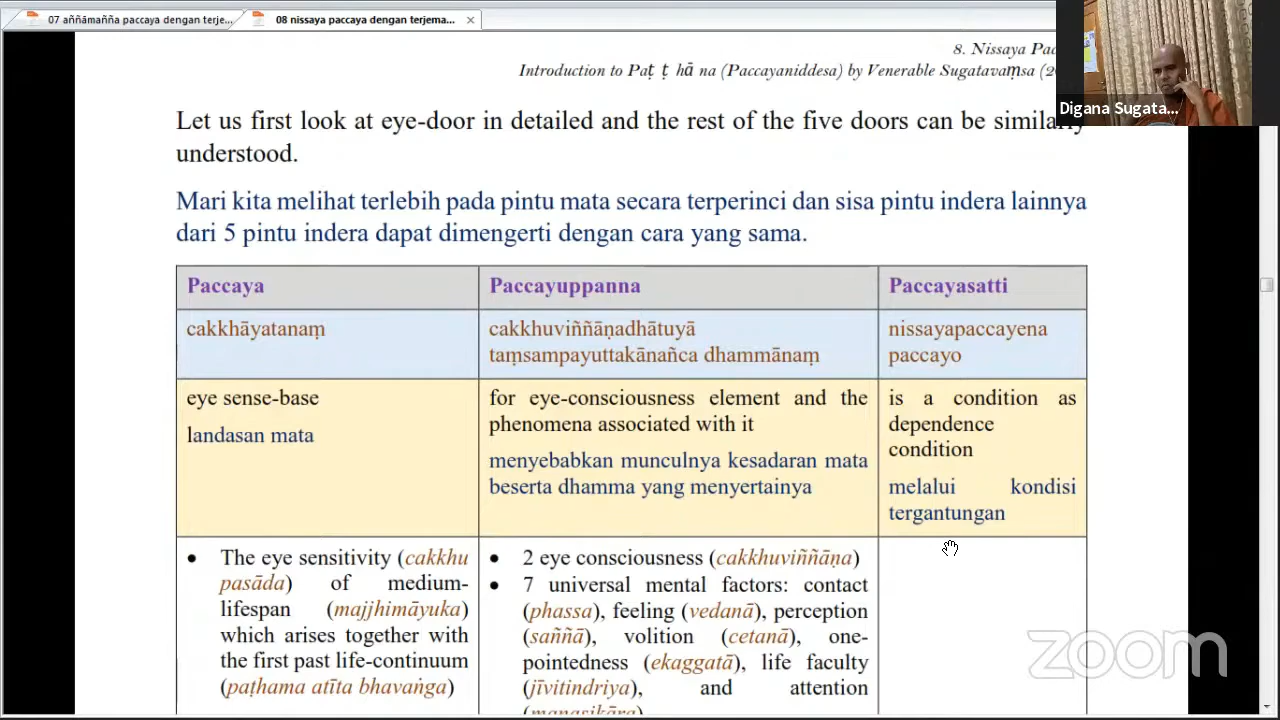 07 aññāmañña paccaya dengan terje...
08 nissaya paccaya dengan terjema...
8. Nissaya Pac
Introduction to Paṭ ṭ hā na (Paccayaniddesa) by Venerable Sugatavaṃsa (20
Digana Sugata...
Let us first look at eye-door in detailed and the rest of the five doors can be similarly
understood.
Mari kita melihat terlebih pada pintu mata secara terperinci dan sisa pintu indera lainnya
dari 5 pintu indera dapat dimengerti dengan cara yang sama.
Paccaya
Paccayuppanna
Paccayasatti
cakkhāyatanaṃ
cakkhuviññāṇadhātuyā
taṃsampayuttakānañca dhammānaṃ
nissayapaccayena
paccayo
eye sense-base
landasan mata
for eye-consciousness element and the
phenomena associated with it
menyebabkan munculnya kesadaran mata
beserta dhamma yang menyertainya
is a condition as
dependence
condition
melalui kondisi
tergantungan
• The eye sensitivity (cakkhu
pasāda) of medium-
lifespan (majjhimāyuka)
which arises together with
the first past life-continuum
(paṭhama atīta bhavaṅga)
• 2 eye consciousness (cakkhuviññāṇa)
• 7 universal mental factors: contact
(phassa), feeling (vedanā), perception
(saññā), volition (cetanā), one-
pointedness (ekaggatā), life faculty
(jīvitindriya), and attention
(manasikāra)
zoom